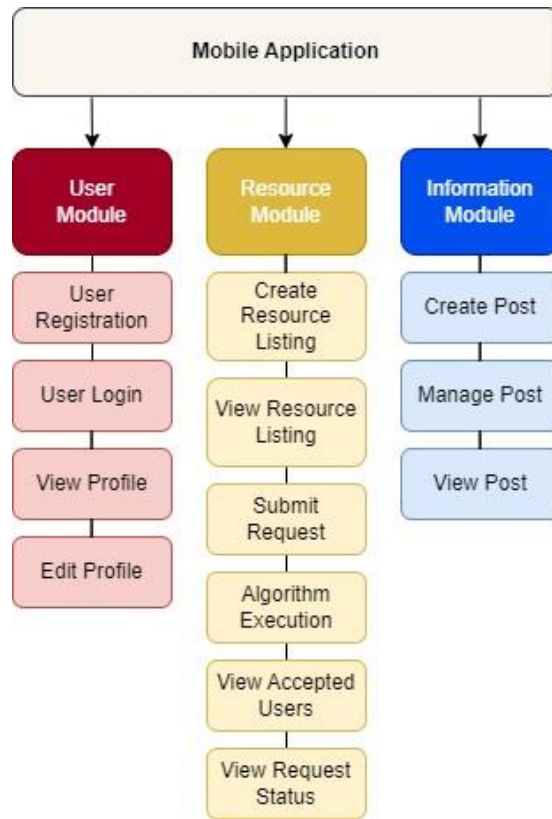 Mobile Application
User
Module
Resource
Module
Information
Module
User
Registration
User Login
View Profile
Edit Profile
Create
Resource
Listing
View Resource
Listing
Submit
Request
Algorithm
Execution
View Accepted
Users
View Request
Status
Create Post
Manage Post
View Post